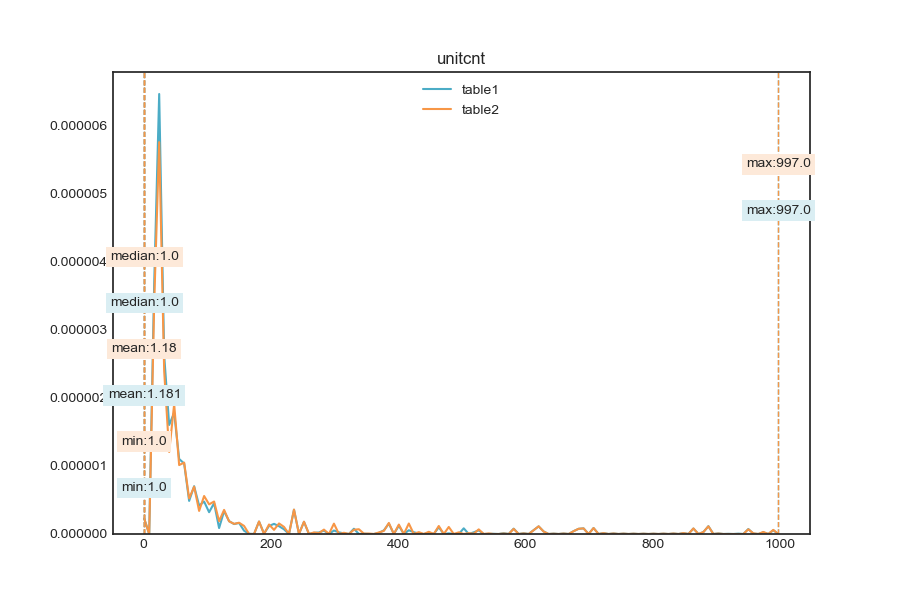 unitcnt
table1
table2
0.000006
0.000005
0.000004
0.000003
0.000002
0.000001
0.000000
max:997.0
max:997.0
median:1.0
median:1.0
mean:1.18
mean:1.181
min:1.0
min:1.0
0 200 400 600 800 1000